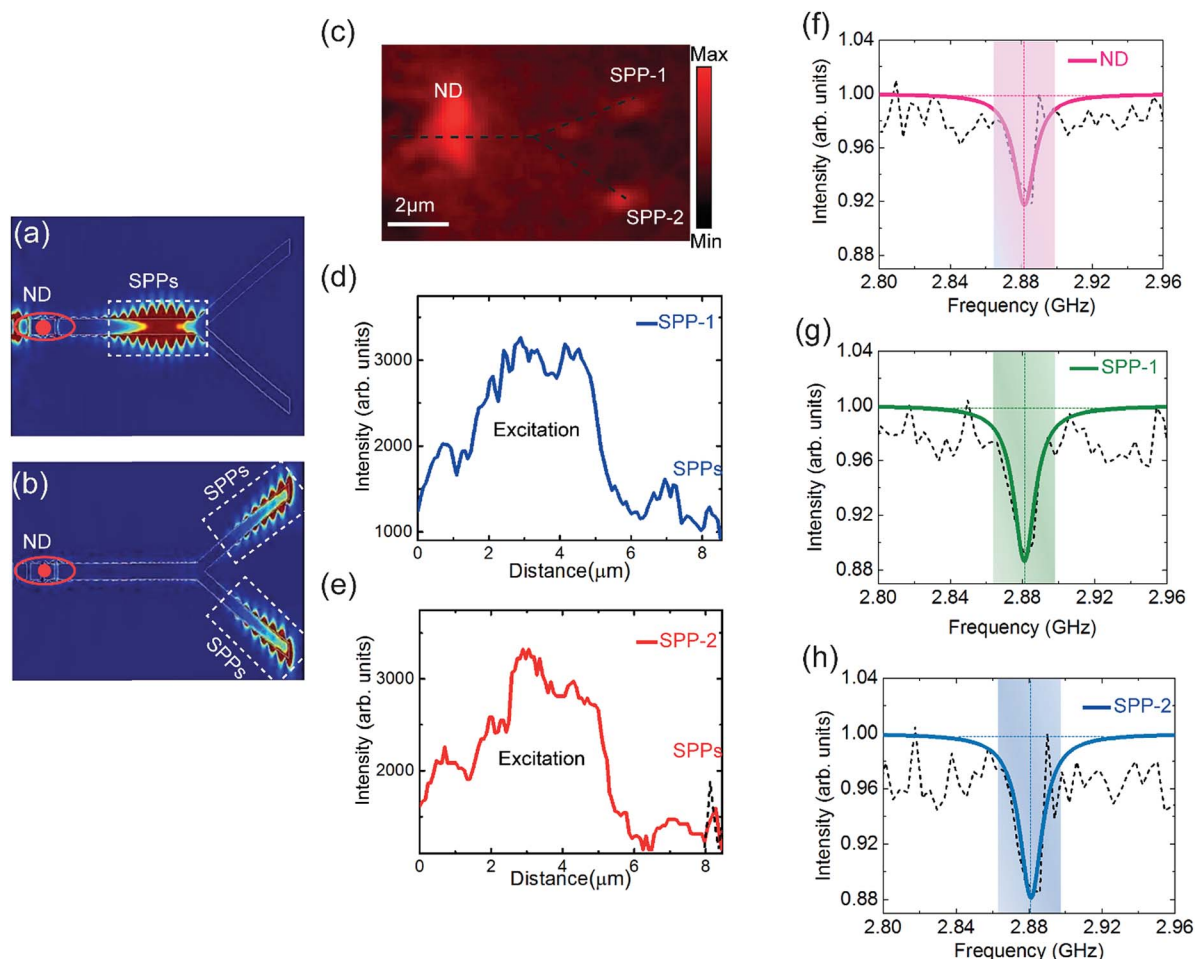 (a)
ND
SPPs
(b)
ND
SPPs
SPPs
(c)
ND
SPP-1
SPP-2
2μm
Max
Min
(d)
SPP-1
Excitation
SPPs
Intensity (arb. units)
3000
2000
1000
0 2 4 6 8
Distance(μm)
(e)
SPP-2
Excitation
SPPs
Intensity (arb. units)
3000
2000
0 2 4 6 8
Distance(μm)
(f)
ND
Intensity (arb. units)
1.04
1.00
0.96
0.92
0.88
2.80 2.84 2.88 2.92 2.96
Frequency (GHz)
(g)
SPP-1
Intensity (arb. units)
1.04
1.00
0.96
0.92
0.88
2.80 2.84 2.88 2.92 2.96
Frequency (GHz)
(h)
SPP-2
Intensity (arb. units)
1.04
1.00
0.96
0.92
0.88
2.80 2.84 2.88 2.92 2.96
Frequency (GHz)